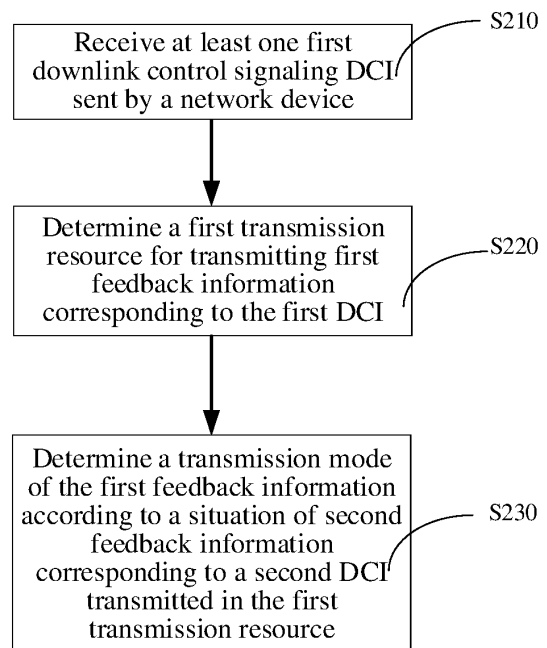 S210
Receive at least one first
downlink control signaling DCI
sent by a network device
S220
Determine a first transmission
resource for transmitting first
feedback information
corresponding to the first DCI
S230
Determine a transmission mode
of the first feedback information
according to a situation of second
feedback information
corresponding to a second DCI
transmitted in the first
transmission resource